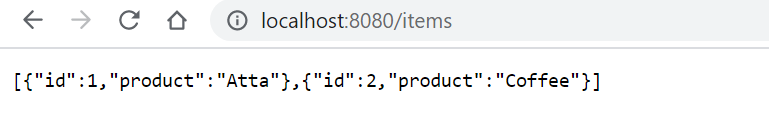 localhost:8080/items
[{"id":1,"product":"Atta"},{"id":2,"product":"Coffee"}]